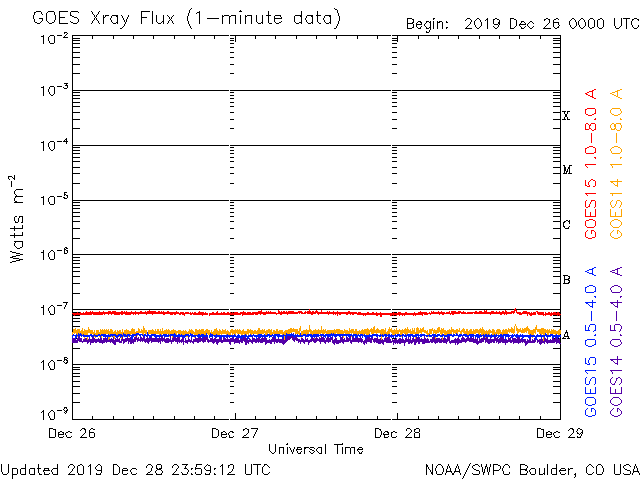 GOES Xray Flux (1-minute data)
Begin: 2019 Dec 26 0000 UTC
10-2
10-3
10-4
10-5
10-6
10-7
10-8
10-9
Watts m-2
X
M
C
B
A
GOES15 1.0-8.0 A
GOES14 1.0-8.0 A
GOES15 0.5-4.0 A
GOES14 0.5-4.0 A
Dec 26 Dec 27 Dec 28 Dec 29
Universal Time
Updated 2019 Dec 28 23:59:12 UTC
NOAA/SWPC Boulder, CO USA